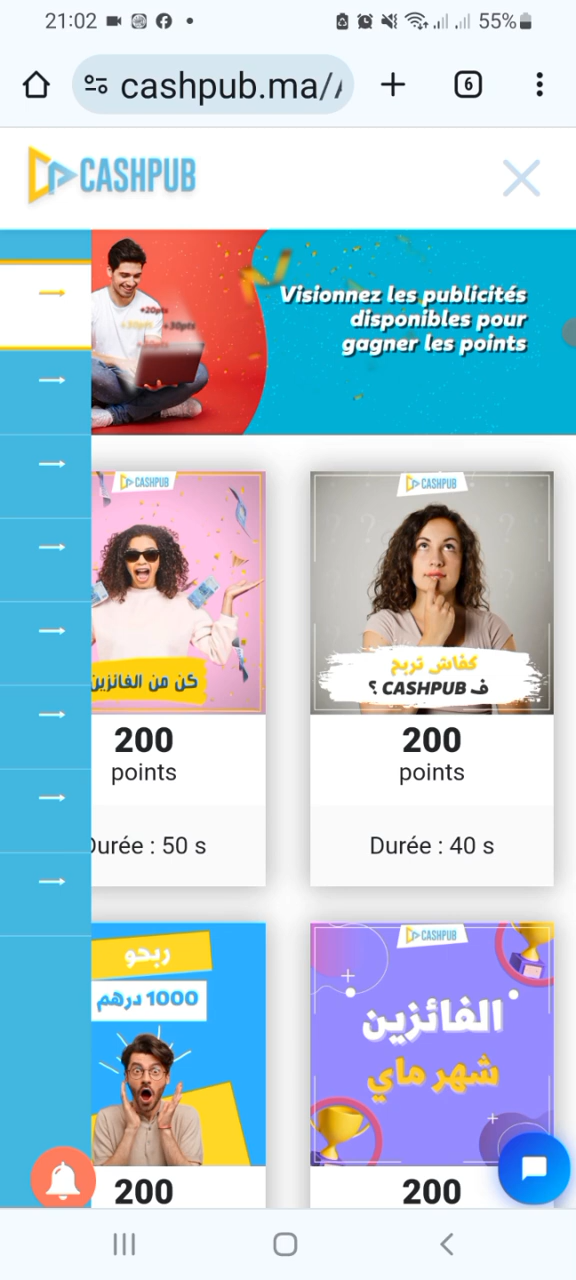 21:02
55%
cashpub.ma//
6
CASHPUB
Visionnez les publicités
disponibles pour
gagner les points
+20pts
+30pts
CASHPUB
كن من الفائزين
200
points
Durée : 50 s
CASHPUB
كفاش تربح
ف CASHPUB ؟
200
points
Durée : 40 s
ربحو
1000 درهم
200
CASHPUB
الفائزين
شهر ماي
200